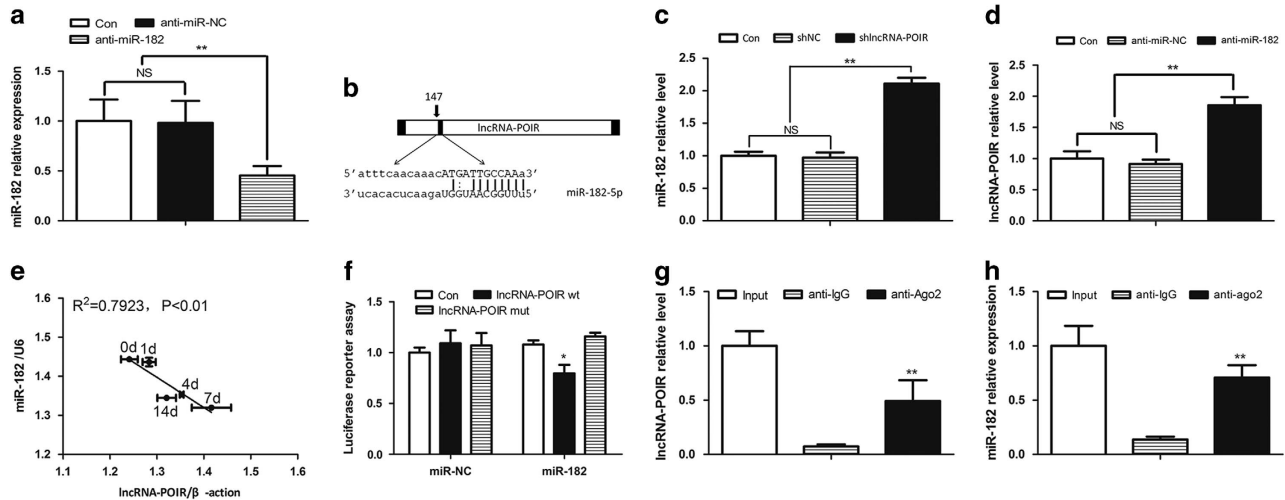 a
Con
anti-miR-NC
anti-miR-182
**
NS
1.5
1.0
0.5
0.0
miR-182 relative expression
b
147
lncRNA-POIR
5’atttcaacaaacATGATTGCCAAa3’
3’ucacactcaagaUGGUAACGGUUu5’
miR-182-5p
c
Con
shNC
shlncRNA-POIR
**
NS
2.5
2.0
1.5
1.0
0.5
0.0
miR-182 relative level
d
Con
anti-miR-NC
anti-miR-182
**
NS
2.5
2.0
1.5
1.0
0.5
0.0
lncRNA-POIR relative level
e
R²=0.7923, P<0.01
1.6
1.5
1.4
1.3
1.2
0d
1d
4d
14d
7d
miR-182 /U6
1.1 1.2 1.3 1.4 1.5 1.6
lncRNA-POIR/β -action
f
Con
lncRNA-POIR wt
lncRNA-POIR mut
*
1.5
1.0
0.5
0.0
Luciferase reporter assay
miR-NC
miR-182
g
Input
anti-IgG
anti-Ago2
**
1.5
1.0
0.5
0.0
lncRNA-POIR relative level
h
Input
anti-IgG
anti-ago2
**
1.5
1.0
0.5
0.0
miR-182 relative expression